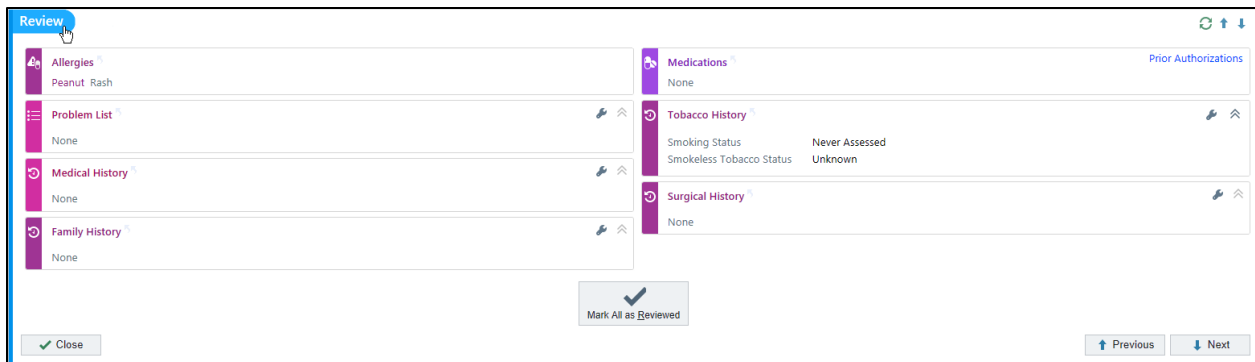 Review
Allergies
Peanut Rash
Problem List
None
Medical History
None
Family History
None
Medications
Prior Authorizations
None
Tobacco History
Smoking Status Never Assessed
Smokeless Tobacco Status Unknown
Surgical History
None
Mark All as Reviewed
Close
Previous
Next